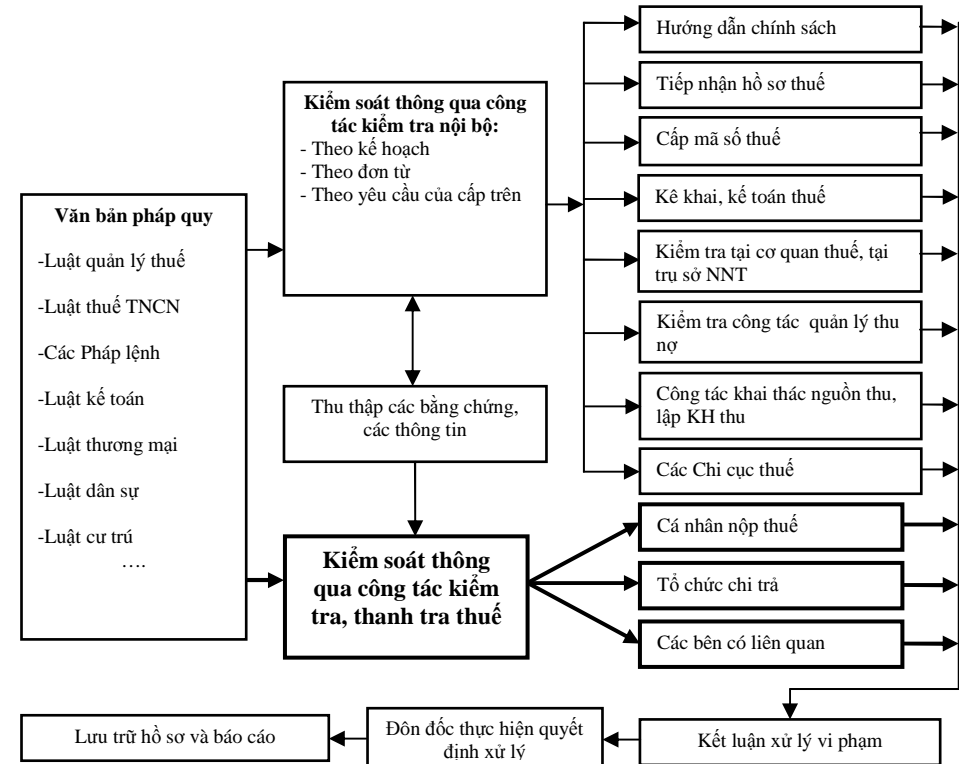 Văn bản pháp quy
-Luật quản lý thuế
-Luật thuế TNCN
-Các Pháp lệnh
-Luật kế toán
-Luật thương mại
-Luật dân sự
-Luật cư trú
….
Kiểm soát thông qua công
tác kiểm tra nội bộ:
- Theo kế hoạch
- Theo đơn từ
- Theo yêu cầu của cấp trên
Thu thập các bằng chứng,
các thông tin
Kiểm soát thông
qua công tác kiểm
tra, thanh tra thuế
Hướng dẫn chính sách
Tiếp nhận hồ sơ thuế
Cấp mã số thuế
Kê khai, kế toán thuế
Kiểm tra tại cơ quan thuế, tại
trụ sở NNT
Kiểm tra công tác quản lý thu
nợ
Công tác khai thác nguồn thu,
lập KH thu
Các Chi cục thuế
Cá nhân nộp thuế
Tổ chức chi trả
Các bên có liên quan
Kết luận xử lý vi phạm
Đôn đốc thực hiện quyết
định xử lý
Lưu trữ hồ sơ và báo cáo